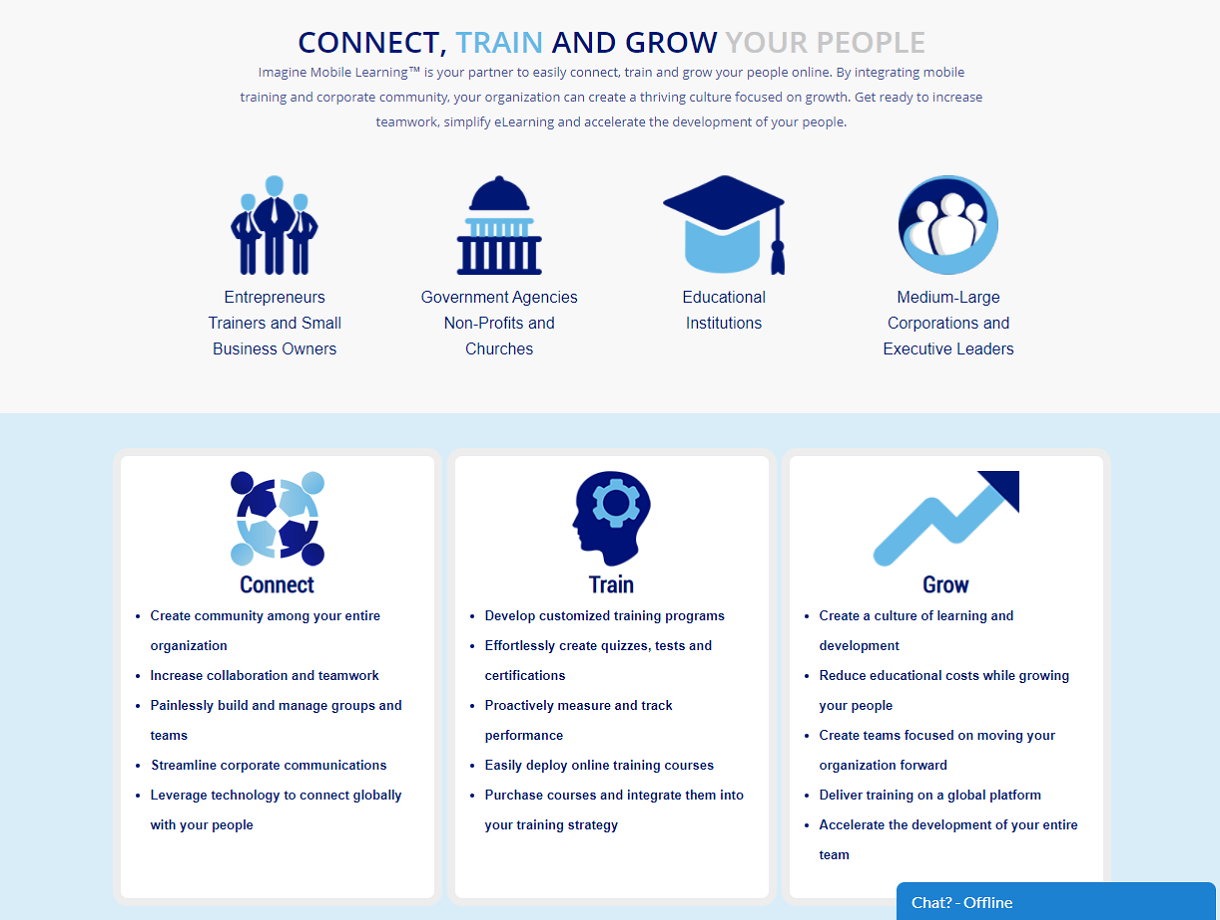 CONNECT, TRAIN AND GROW YOUR PEOPLE
Imagine Mobile Learning™ is your partner to easily connect, train and grow your people online. By integrating mobile
training and corporate community, your organization can create a thriving culture focused on growth. Get ready to increase
teamwork, simplify eLearning and accelerate the development of your people.
Entrepreneurs
Trainers and Small
Business Owners
Government Agencies
Non-Profits and
Churches
Educational
Institutions
Medium-Large
Corporations and
Executive Leaders
Connect
• Create community among your entire
organization
• Increase collaboration and teamwork
• Painlessly build and manage groups and
teams
• Streamline corporate communications
• Leverage technology to connect globally
with your people
Train
• Develop customized training programs
• Effortlessly create quizzes, tests and
certifications
• Proactively measure and track
performance
• Easily deploy online training courses
• Purchase courses and integrate them into
your training strategy
Grow
• Create a culture of learning and
development
• Reduce educational costs while growing
your people
• Create teams focused on moving your
organization forward
• Deliver training on a global platform
• Accelerate the development of your entire
team
Chat? - Offline